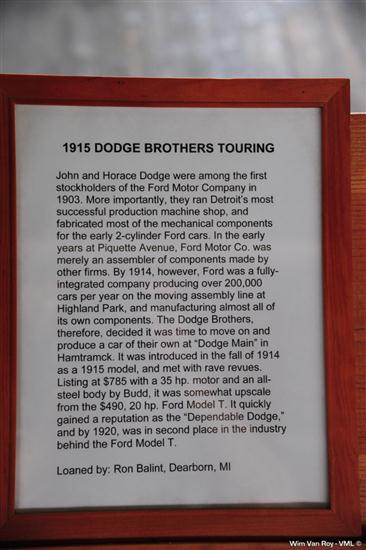 1915 DODGE BROTHERS TOURING
John and Horace Dodge were among the first
stockholders of the Ford Motor Company in
1903. More importantly, they ran Detroit's most
successful production machine shop, and
fabricated most of the mechanical components
for the early 2-cylinder Ford cars. In the early
years at Piquette Avenue, Ford Motor Co. was
merely an assembler of components made by
other firms. By 1914, however, Ford was a fully-
integrated company producing over 200,000
cars per year on the moving assembly line at
Highland Park, and manufacturing almost all of
its own components. The Dodge Brothers,
therefore, decided it was time to move on and
produce a car of their own at "Dodge Main" in
Hamtramck. It was introduced in the fall of 1914
as a 1915 model, and met with rave revues.
Listing at $785 with a 35 hp. motor and an all-
steel body by Budd, it was somewhat upscale
from the $490, 20 hp. Ford Model T. It quickly
gained a reputation as the "Dependable Dodge,"
and by 1920, was in second place in the industry
behind the Ford Model T.
Loaned by: Ron Balint, Dearborn, MI
Wim Van Roy - VML ©